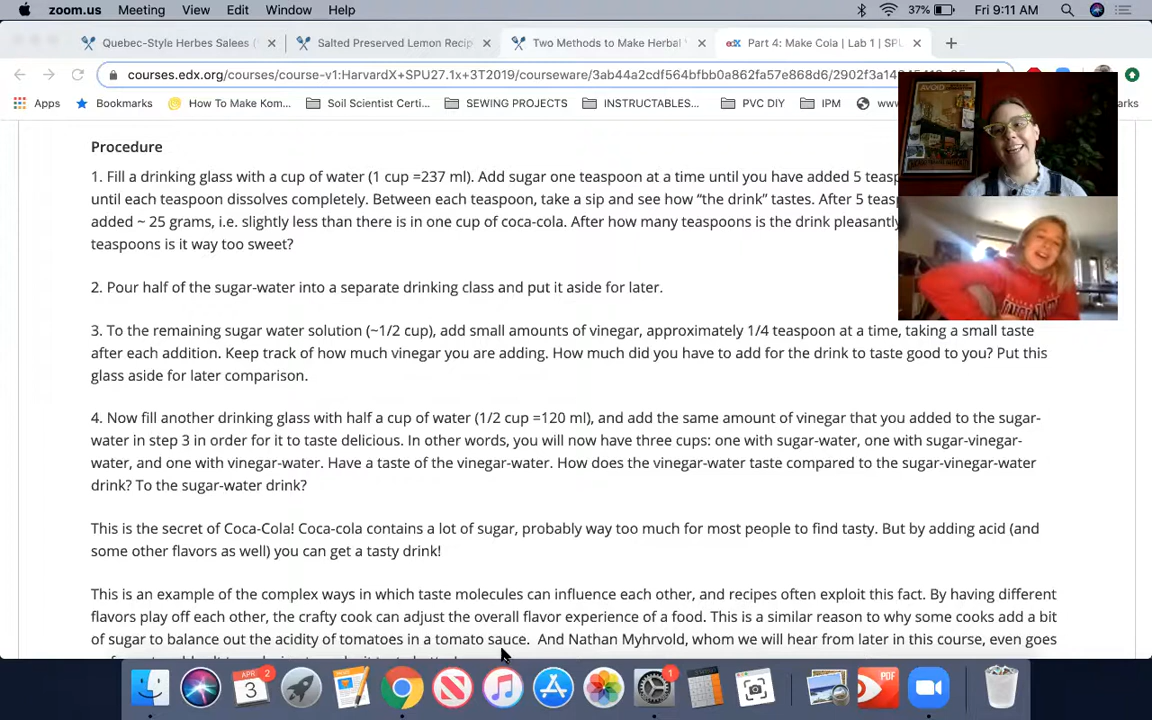 zoom.us Meeting View Edit Window Help 37% Fri 9:11 AM
Quebec-Style Herbes Salees ( Salted Preserved Lemon Recip Two Methods to Make Herbal Part 4: Make Cola | Lab 1 | SPU
courses.edx.org/courses/course-v1:HarvardX+SPU27.1x+3T2019/courseware/3ab44a2cdf564bfbb0a862fa57e868d6/2902f3a14
Apps Bookmarks How To Make Kom... Soil Scientist Certi... SEWING PROJECTS INSTRUCTABLES... PVC DIY IPM ww arks
AVOID
Procedure
1. Fill a drinking glass with a cup of water (1 cup =237 ml). Add sugar one teaspoon at a time until you have added 5 teasp
until each teaspoon dissolves completely. Between each teaspoon, take a sip and see how “the drink” tastes. After 5 teasp
added ~ 25 grams, i.e. slightly less than there is in one cup of coca-cola. After how many teaspoons is the drink pleasantly
teaspoons is it way too sweet?
2. Pour half of the sugar-water into a separate drinking class and put it aside for later.
3. To the remaining sugar water solution (~1/2 cup), add small amounts of vinegar, approximately 1/4 teaspoon at a time, taking a small taste
after each addition. Keep track of how much vinegar you are adding. How much did you have to add for the drink to taste good to you? Put this
glass aside for later comparison.
4. Now fill another drinking glass with half a cup of water (1/2 cup =120 ml), and add the same amount of vinegar that you added to the sugar-
water in step 3 in order for it to taste delicious. In other words, you will now have three cups: one with sugar-water, one with sugar-vinegar-
water, and one with vinegar-water. Have a taste of the vinegar-water. How does the vinegar-water taste compared to the sugar-vinegar-water
drink? To the sugar-water drink?
This is the secret of Coca-Cola! Coca-cola contains a lot of sugar, probably way too much for most people to find tasty. But by adding acid (and
some other flavors as well) you can get a tasty drink!
This is an example of the complex ways in which taste molecules can influence each other, and recipes often exploit this fact. By having different
flavors play off each other, the crafty cook can adjust the overall flavor experience of a food. This is a similar reason to why some cooks add a bit
of sugar to balance out the acidity of tomatoes in a tomato sauce. And Nathan Myhrvold, whom we will hear from later in this course, even goes
APR 2
3
1
PDF